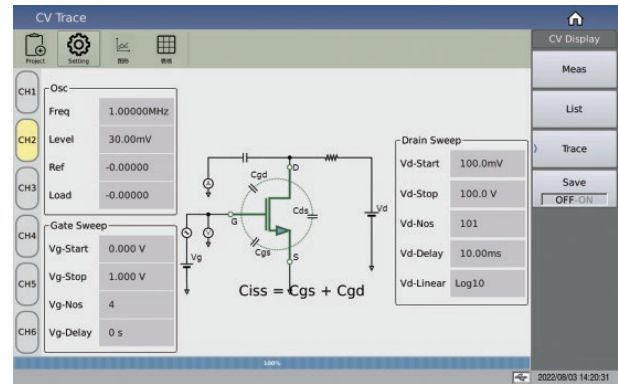 CV Trace
CV Display
Project
Setting
图形
表格
Meas
List
Trace
Save
OFF-ON
CH1
CH2
CH3
CH4
CH5
CH6
Osc
Freq 1.00000MHz
Level 30.00mV
Ref -0.00000
Load -0.00000
Gate Sweep
Vg-Start 0.000 V
Vg-Stop 1.000 V
Vg-Nos 4
Vg-Delay 0 s
A
V
Vg
G
D
S
Cgd
Cds
Cgs
Vd
Ciss = Cgs + Cgd
Drain Sweep
Vd-Start 100.0mV
Vd-Stop 100.0 V
Vd-Nos 101
Vd-Delay 10.00ms
Vd-Linear Log10
100%
2022/08/03 14:20:31